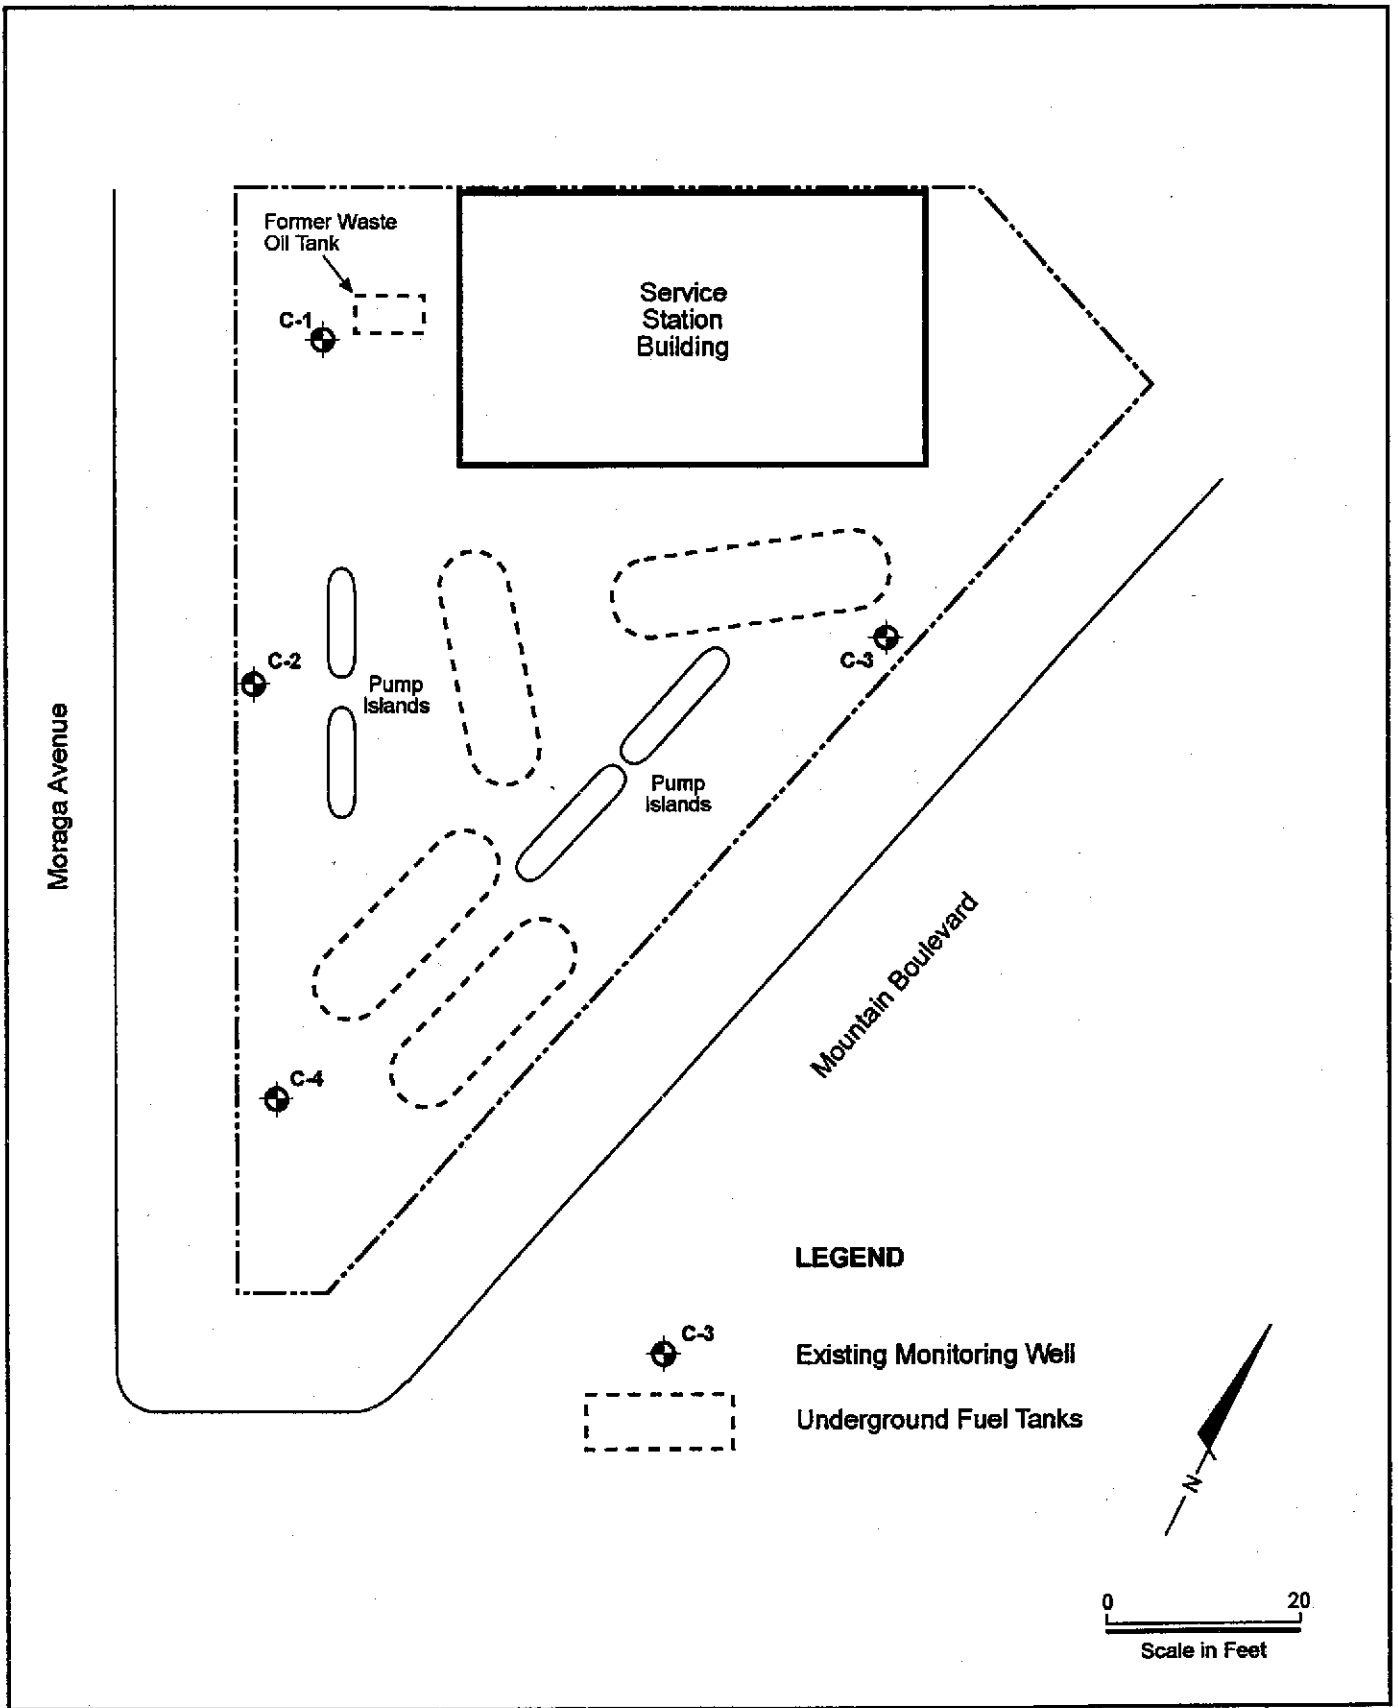 Former Waste
Oil Tank
C-1
Service
Station
Building
C-2
Pump
Islands
C-3
Pump
Islands
Moraga Avenue
Mountain Boulevard
C-4
LEGEND
C-3
Existing Monitoring Well
Underground Fuel Tanks
N
0 20
Scale in Feet